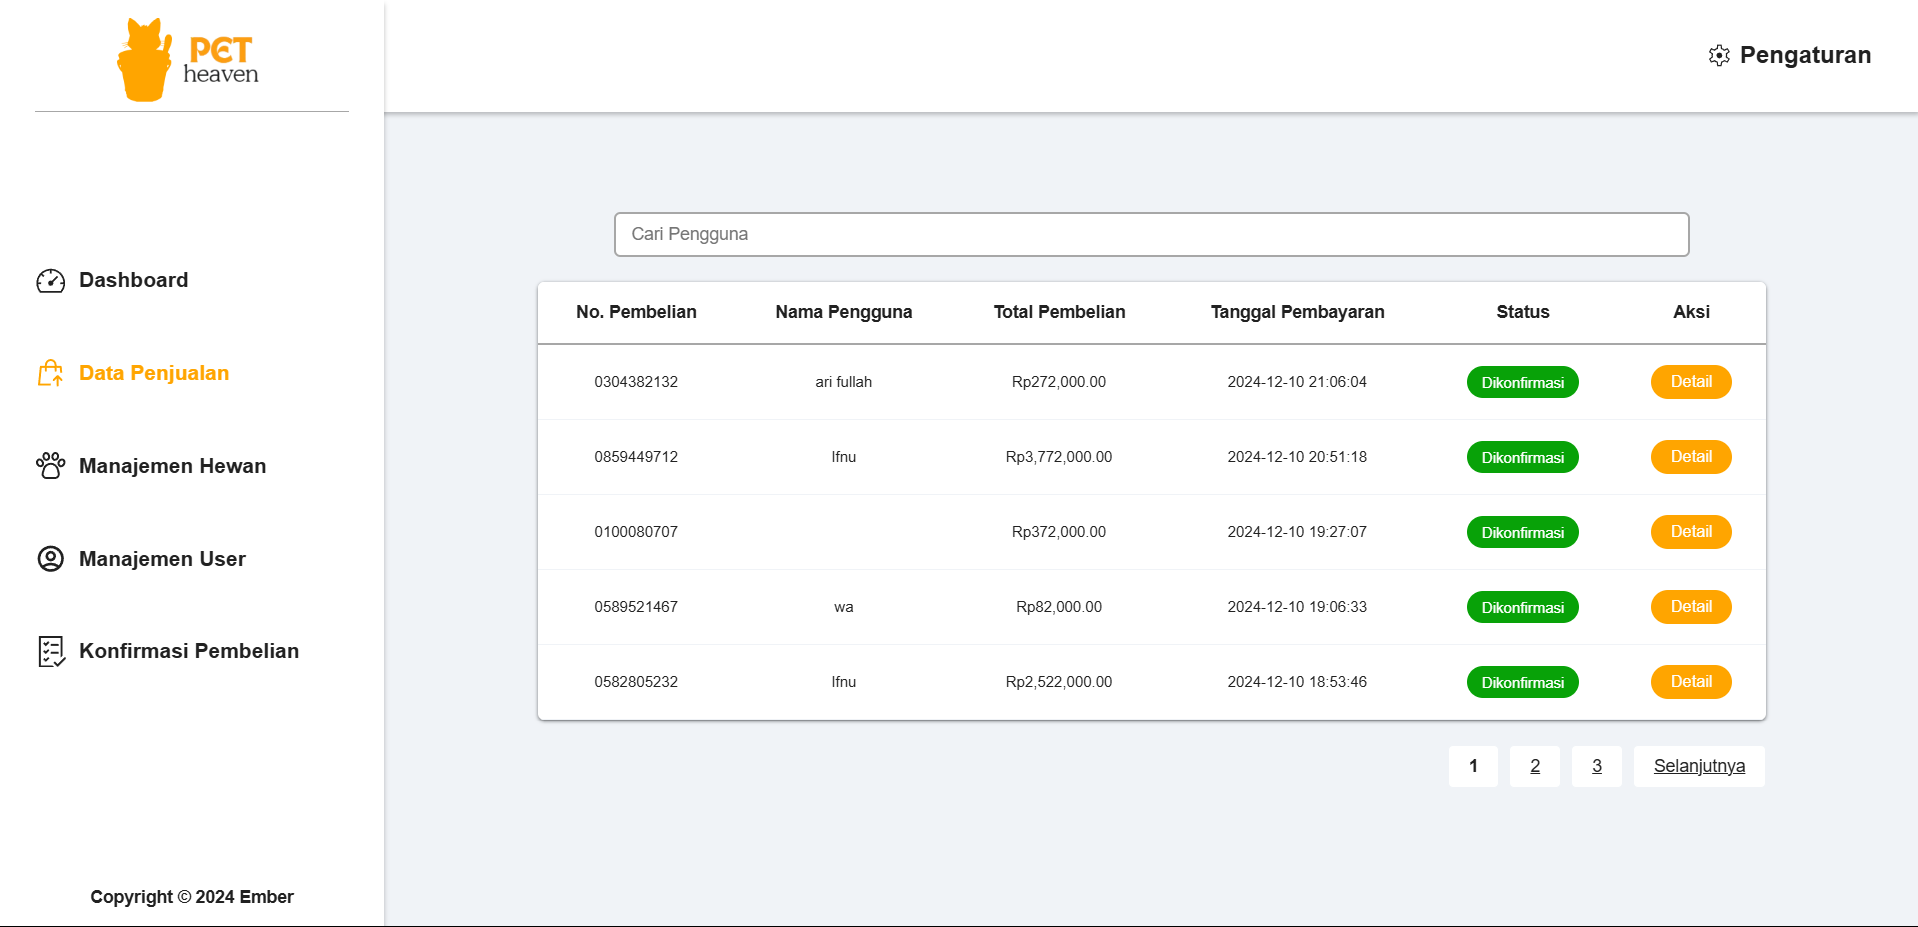 PET
heaven
Pengaturan
Dashboard
Data Penjualan
Manajemen Hewan
Manajemen User
Konfirmasi Pembelian
Copyright © 2024 Ember
Cari Pengguna
No. Pembelian Nama Pengguna Total Pembelian Tanggal Pembayaran Status Aksi
0304382132 ari fullah Rp272,000.00 2024-12-10 21:06:04 Dikonfirmasi Detail
0859449712 Ifnu Rp3,772,000.00 2024-12-10 20:51:18 Dikonfirmasi Detail
0100080707 Rp372,000.00 2024-12-10 19:27:07 Dikonfirmasi Detail
0589521467 wa Rp82,000.00 2024-12-10 19:06:33 Dikonfirmasi Detail
0582805232 Ifnu Rp2,522,000.00 2024-12-10 18:53:46 Dikonfirmasi Detail
1 2 3 Selanjutnya